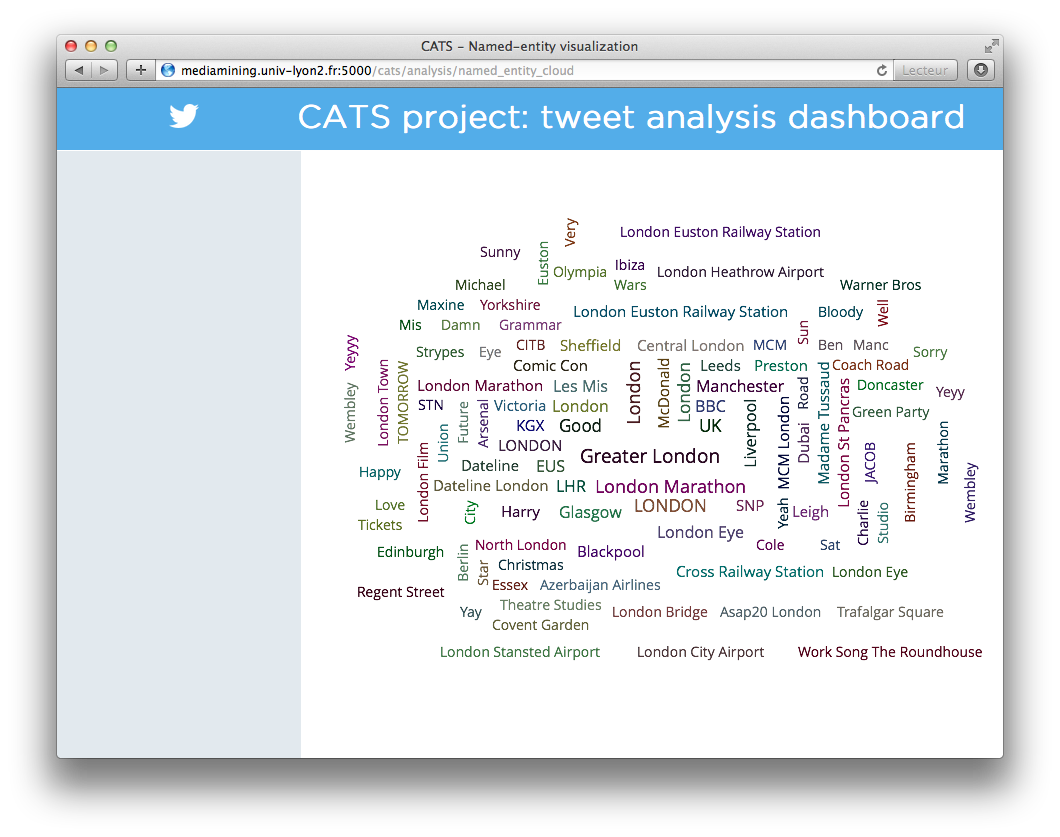 CATS – Named-entity visualization
mediamining.univ-lyon2.fr:5000/cats/analysis/named_entity_cloud
Lecteur
CATS project: tweet analysis dashboard
Very
London Euston Railway Station
Sunny
Euston
Olympia
Ibiza
London Heathrow Airport
Michael
Wars
Warner Bros
Maxine
Yorkshire
London Euston Railway Station
Bloody
Well
Mis
Damn
Grammar
Sun
Yeyyy
Strypes
Eye
CITB
Sheffield
Central London
MCM
Ben
Manc
Sorry
Comic Con
Leeds
Preston
Coach Road
London Town
TOMORROW
London Marathon
Les Mis
London
McDonald
London
Manchester
Road
Madame Tussaud
London St Pancras
Doncaster
Yeyy
Wembley
STN
Future
Arsenal
Victoria
London
BBC
Liverpool
MCM London
Dubai
Green Party
Union
KGX
Good
UK
Marathon
London Film
LONDON
Greater London
JACOB
Birmingham
Happy
Dateline
EUS
Wembley
Dateline London
LHR
London Marathon
Love
City
Harry
Glasgow
LONDON
SNP
Yeah
Leigh
Charlie
Studio
Tickets
London Eye
Edinburgh
Berlin
North London
Blackpool
Cole
Sat
Star
Christmas
Cross Railway Station
London Eye
Regent Street
Essex
Azerbaijan Airlines
Yay
Theatre Studies
London Bridge
Asap20 London
Trafalgar Square
Covent Garden
London Stansted Airport
London City Airport
Work Song The Roundhouse